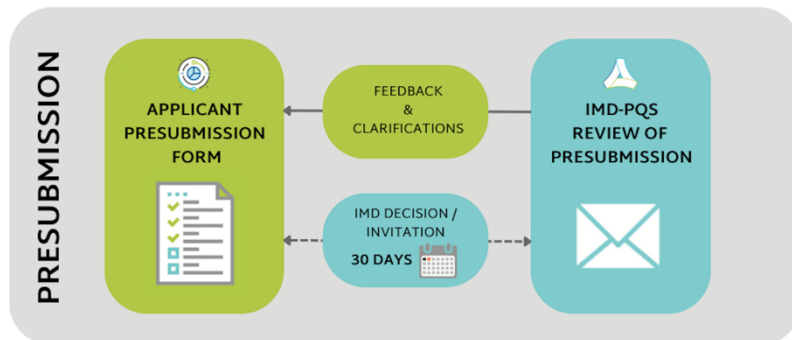 PRESUBMISSION
APPLICANT
PRESUBMISSION
FORM
FEEDBACK
&
CLARIFICATIONS
IMD DECISION /
INVITATION
30 DAYS
IMD-PQS
REVIEW OF
PRESUBMISSION